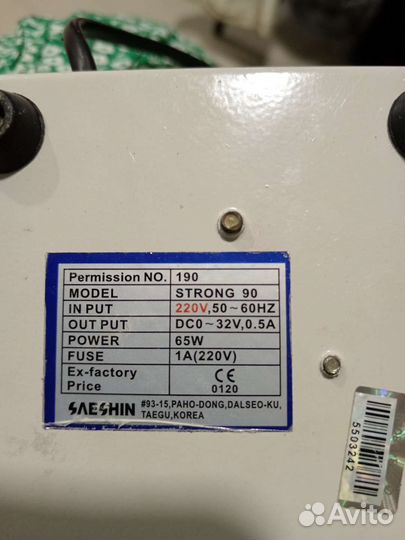 Permission NO. 190
MODEL STRONG 90
IN PUT 220V,50~60HZ
OUT PUT DC0~32V,0.5A
POWER 65W
FUSE 1A(220V)
Ex-factory
Price
CE
0120
SAESHIN
#93-15,PAHO-DONG,DALSEO-KU,
TAEGU,KOREA
5503242
Avito